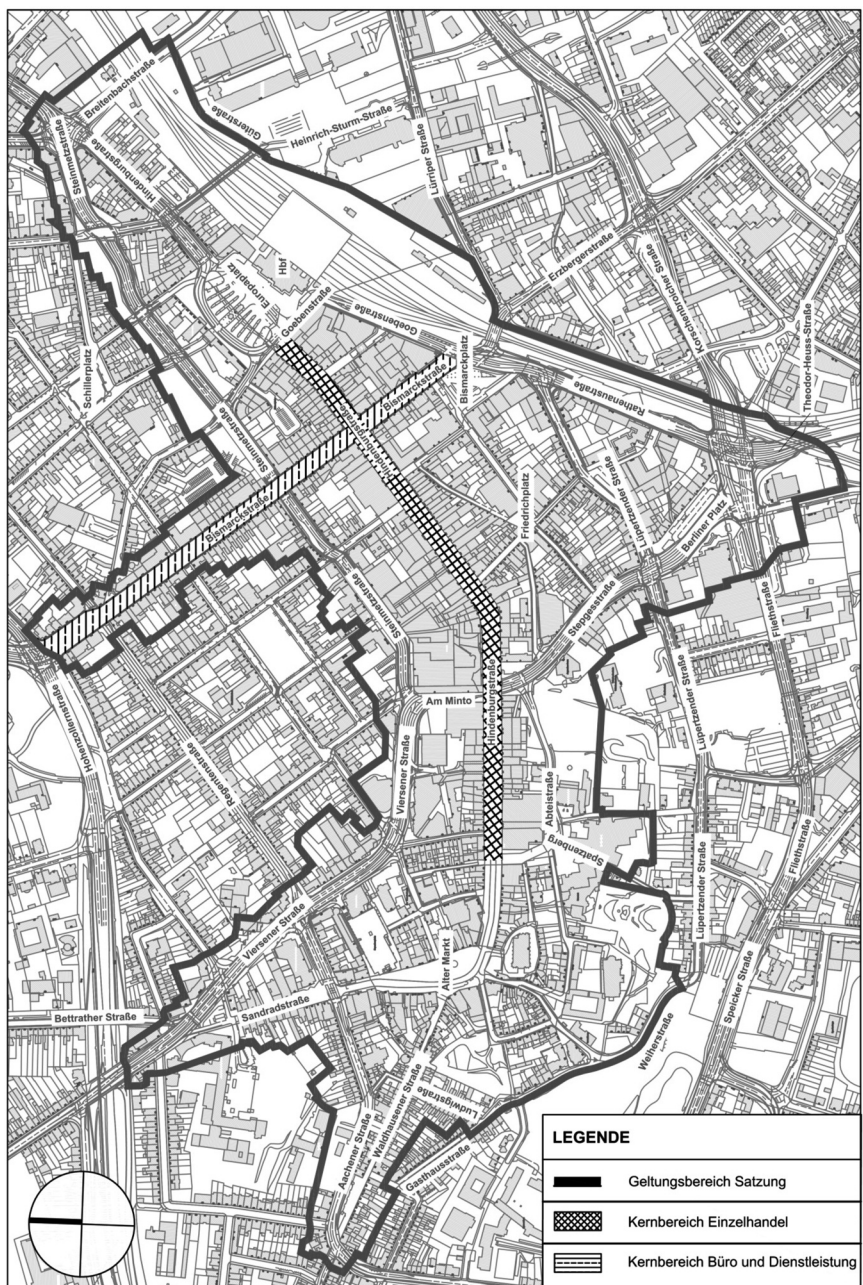 Breitenbachstraße
Steinmetzstraße
Hindenburgstraße
Güterstraße
Heinrich-Sturm-Straße
Lürriper Straße
Hbf
Europaplatz
Goebenstraße
Goebenstraße
Erzbergerstraße
Korschenbroicher Straße
Theodor-Heuss-Straße
Schillerplatz
Steinmetzstraße
Bismarckstraße
Bismarckplatz
Hindenburgstraße
Rathenaustraße
Bismarckstraße
Friedrichplatz
Lüpertzender Straße
Berliner Platz
Steinmetzstraße
Stepgesstraße
Fliethstraße
Hohenzollernstraße
Regentenstraße
Am Minto
Hindenburgstraße
Lüpertzender Straße
Viersener Straße
Abteistraße
Spatzenberg
Lüpertzender Straße
Fliethstraße
Viersener Straße
Alter Markt
Sandradstraße
Bettrather Straße
Speicker Straße
Weiherstraße
Ludwigstraße
Waldhausener Straße
Aachener Straße
Gasthausstraße
LEGENDE
Geltungsbereich Satzung
Kernbereich Einzelhandel
Kernbereich Büro und Dienstleistung